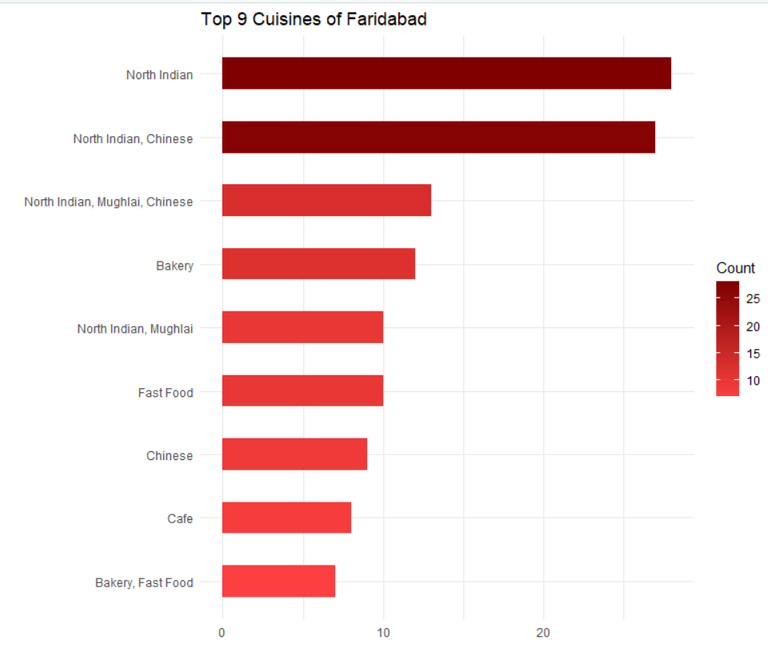 Top 9 Cuisines of Faridabad
North Indian
North Indian, Chinese
North Indian, Mughlai, Chinese
Bakery
North Indian, Mughlai
Fast Food
Chinese
Cafe
Bakery, Fast Food
0 10 20
Count
25
20
15
10